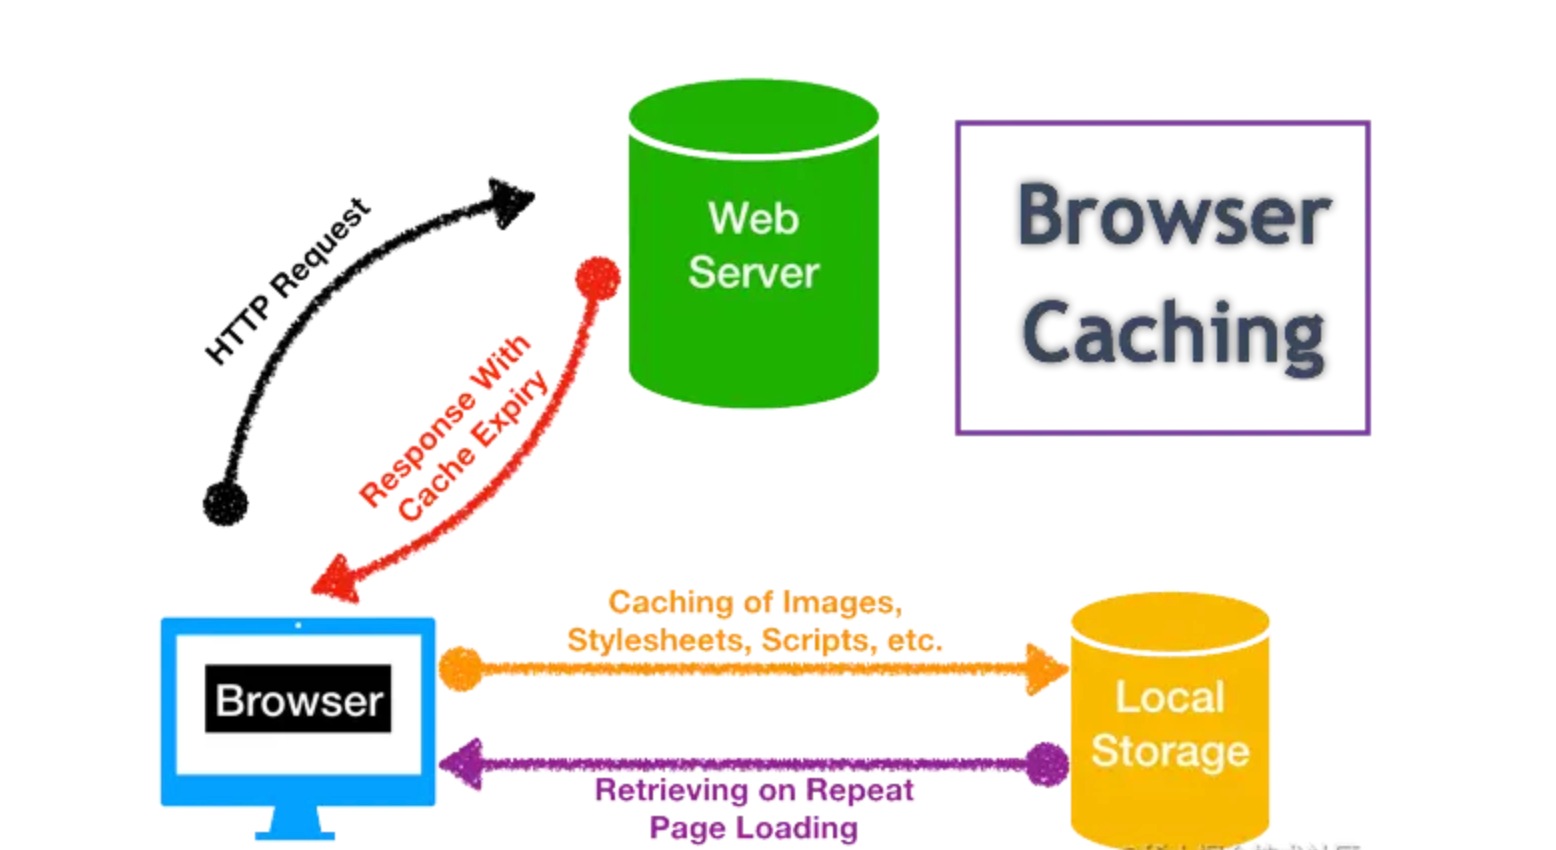 HTTP Request
Web
Server
Browser
Caching
Response With
Cache Expiry
Caching of Images,
Stylesheets, Scripts, etc.
Browser
Local
Storage
Retrieving on Repeat
Page Loading